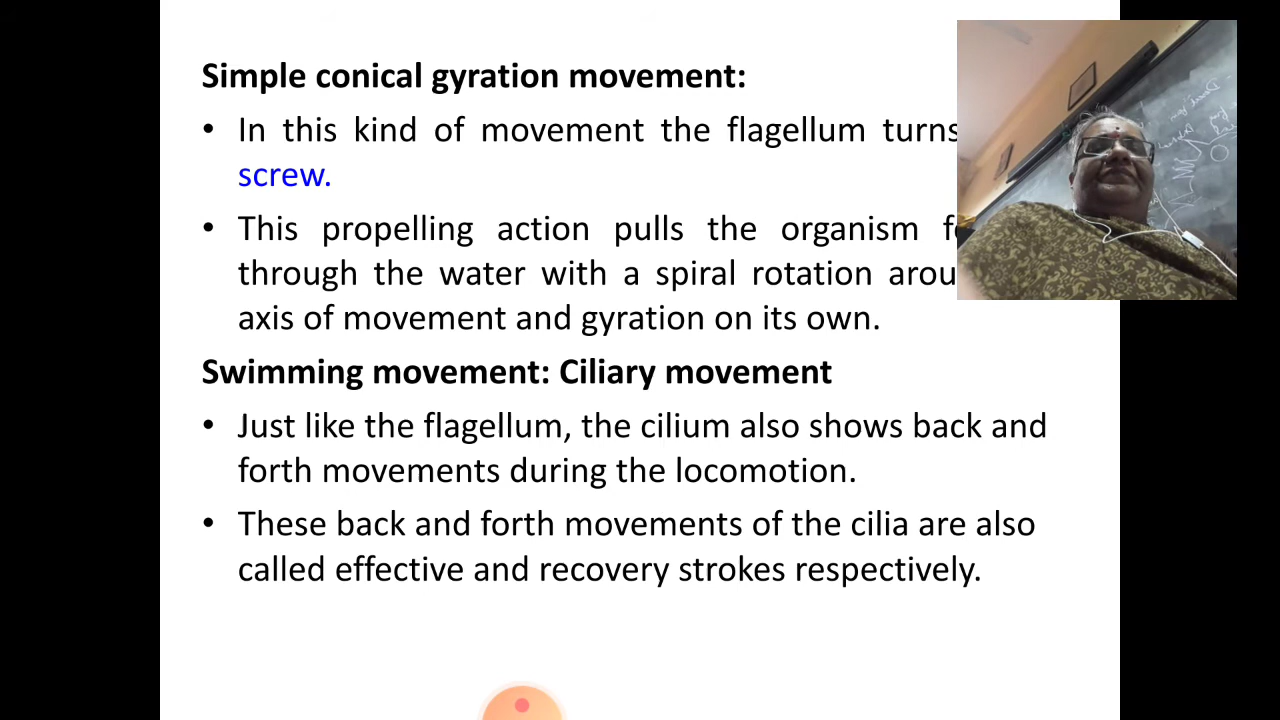 Simple conical gyration movement:
• In this kind of movement the flagellum turns
screw.
• This propelling action pulls the organism
through the water with a spiral rotation
axis of movement and gyration on its own.
Swimming movement: Ciliary movement
• Just like the flagellum, the cilium also shows back and
forth movements during the locomotion.
• These back and forth movements of the cilia are also
called effective and recovery strokes respectively.